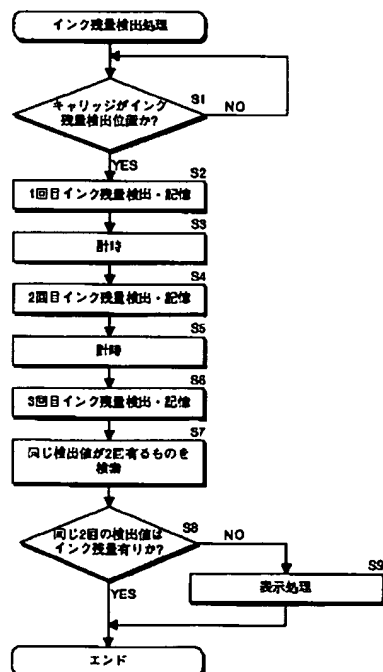 インク残量検出処理
キャリッジがインク
残量検出位置か?
S1
NO
YES
S2
1回目インク残量検出・記憶
S3
計時
S4
2回目インク残量検出・記憶
S5
計時
S6
3回目インク残量検出・記憶
S7
同じ検出値が2回有るものを
検索
同じ2回の検出値は
インク残量有りか?
S8
NO
YES
S9
表示処理
エンド